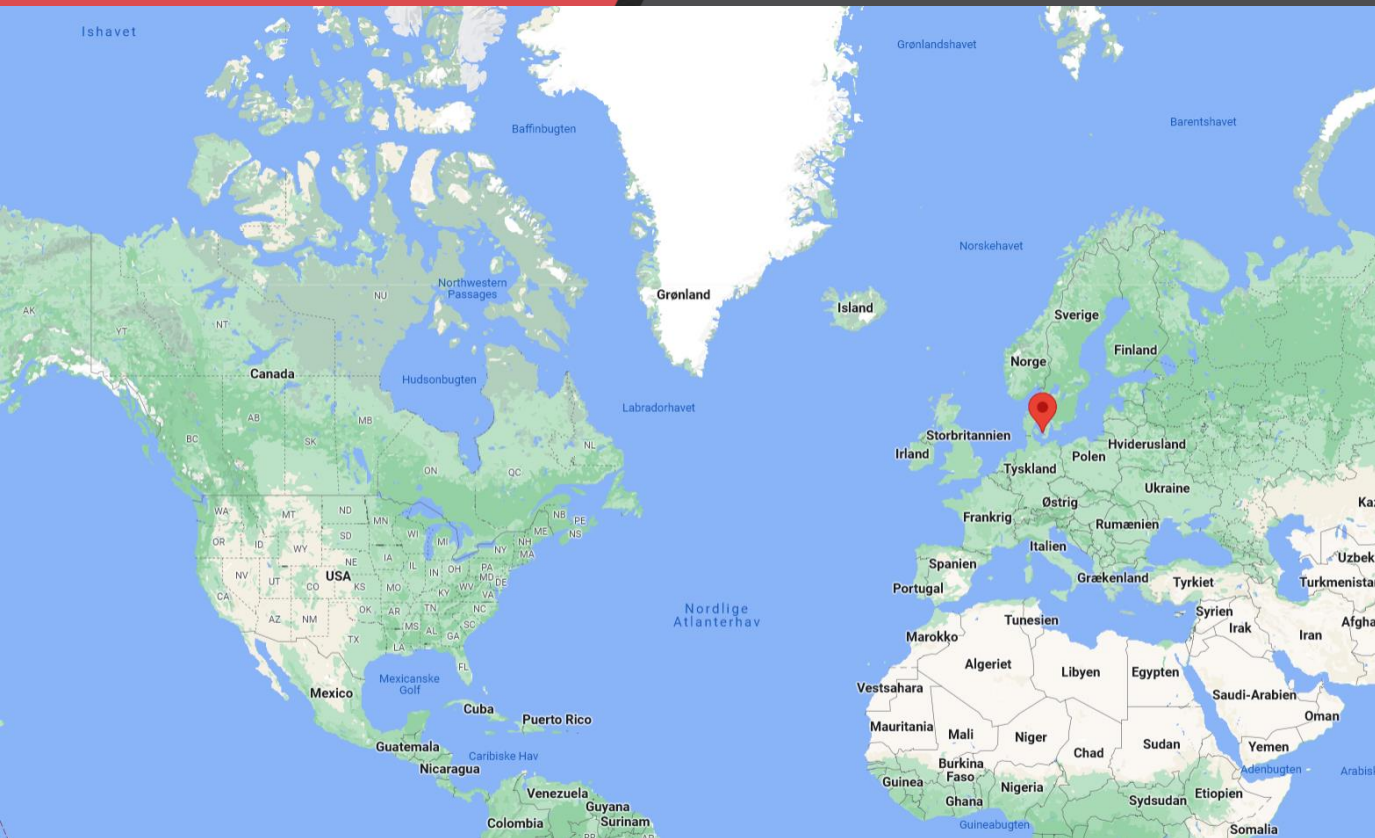 Ishavet
Grønlandshavet
Baffinbugten
Barentshavet
Norskehavet
Northwestern
Passages
NU
Grønland
Island
AK
YT
NT
Sverige
Finland
Norge
Canada
Hudsonbugten
Labradorhavet
AB
MB
BC
SK
ON
QC
NL
Storbritannien
Irland
Hviderusland
Polen
Tyskland
Ukraine
Østrig
Frankrig
Rumænien
Italien
Ka
WA
MT
ND
MN
NB
PE
NS
ME
OR
ID
SD
WI
MI
NH
MA
NY
WY
IA
NE
IL
IN
OH
PA
MD
DE
NV
UT
CO
USA
KS
MO
KY
WV
VA
CA
AZ
NM
OK
AR
TN
NC
SC
MS
AL
GA
TX
LA
FL
Spanien
Portugal
Grækenland
Tyrkiet
Uzbek
Turkmenista
Nordlige
Atlanterhav
Tunesien
Syrien
Irak
Iran
Afgha
Marokko
Algeriet
Libyen
Egypten
Vestsahara
Saudi-Arabien
Oman
Mexicanske
Golf
Mexico
Cuba
Puerto Rico
Mauritania
Mali
Niger
Chad
Sudan
Yemen
Guatemala
Caribiske Hav
Nicaragua
Burkina
Faso
Adenbugten
Arabisk
Guinea
Nigeria
Etiopien
Ghana
Sydsudan
Venezuela
Guyana
Surinam
Colombia
Guineabugten
Somalia